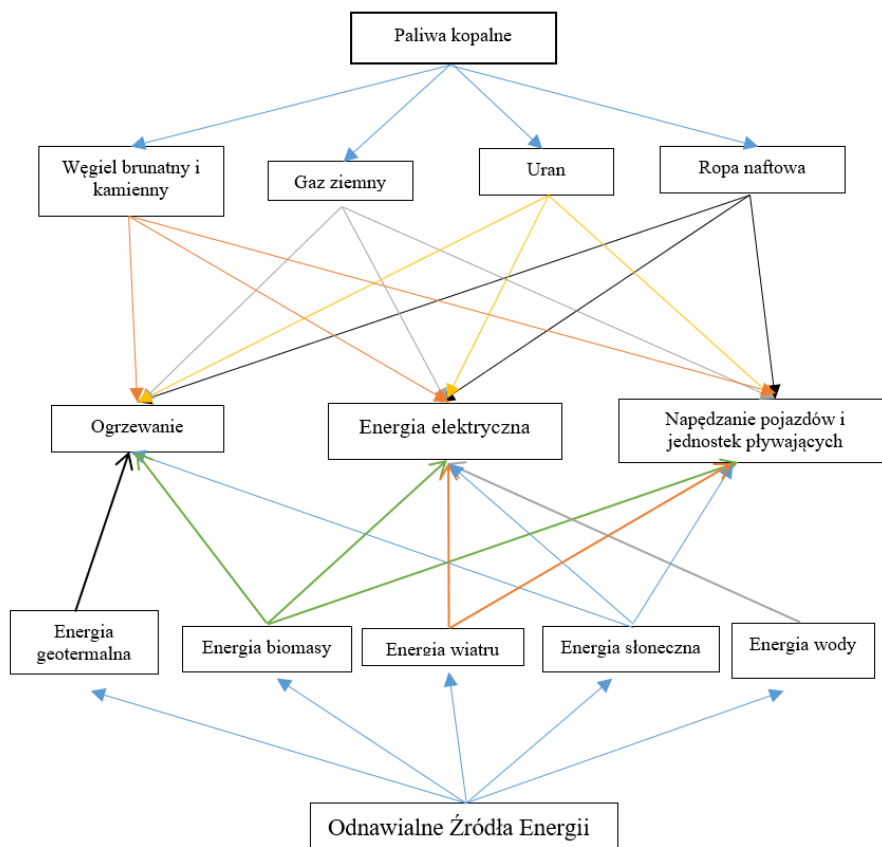 Paliwa kopalne
Węgiel brunatny i
kamienny
Gaz ziemny
Uran
Ropa naftowa
Ogrzewanie
Energia elektryczna
Napędzanie pojazdów i
jednostek pływających
Energia
geotermalna
Energia biomasy
Energia wiatru
Energia słoneczna
Energia wody
Odnawialne Źródła Energii